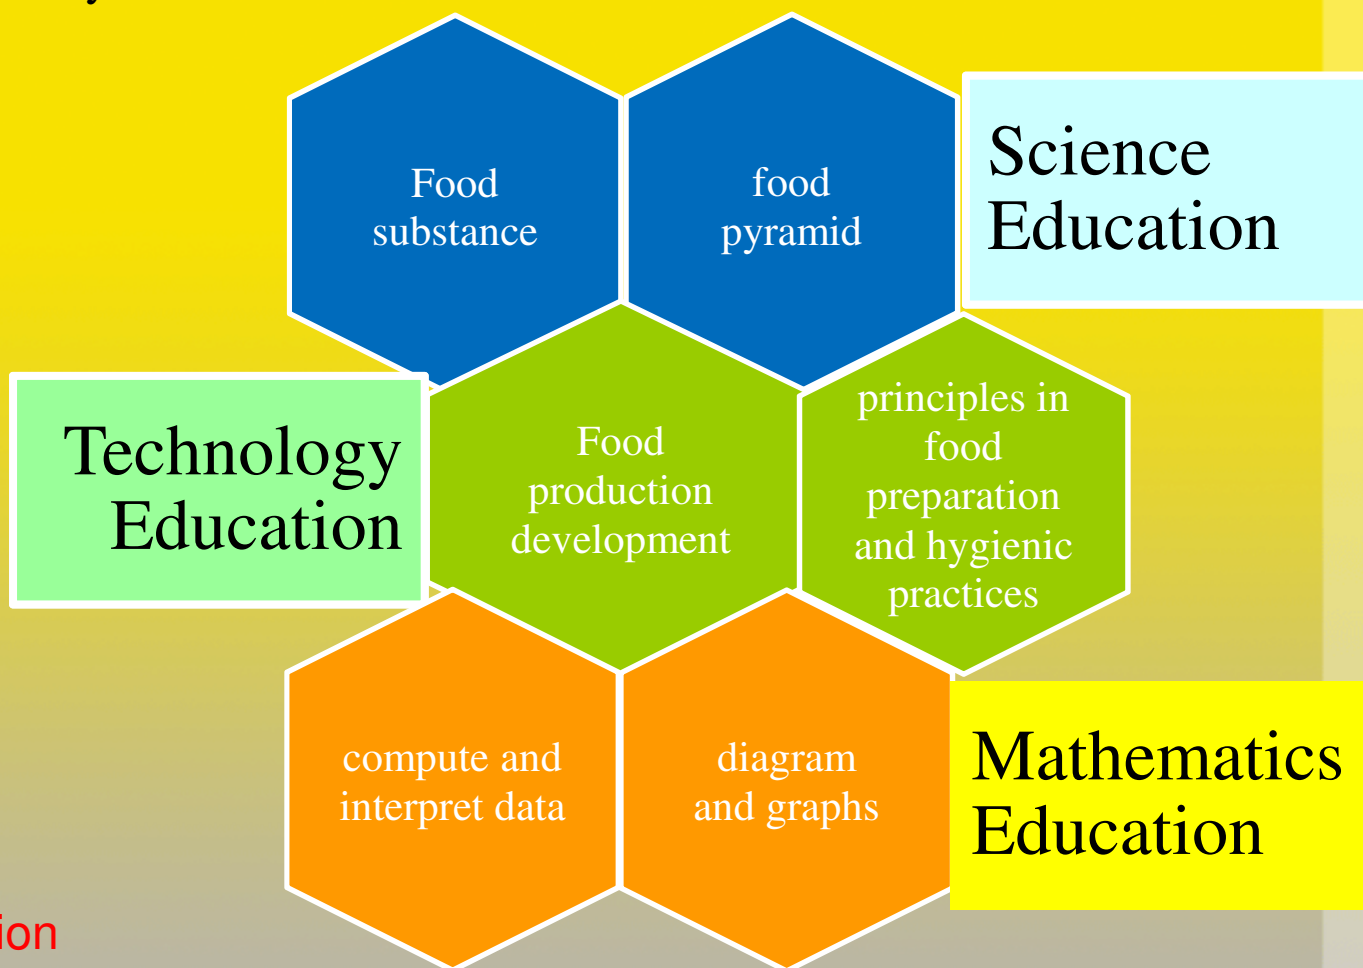 Food
substance
food
pyramid
Science
Education
Technology
Education
Food
production
development
principles in
food
preparation
and hygienic
practices
compute and
interpret data
diagram
and graphs
Mathematics
Education